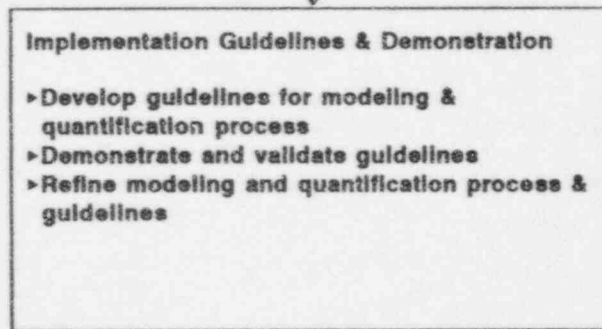 Implementation Guidelines & Demonstration
▸Develop guidelines for modeling &
quantification process
▸Demonstrate and validate guidelines
▸Refine modeling and quantification process &
guidelines